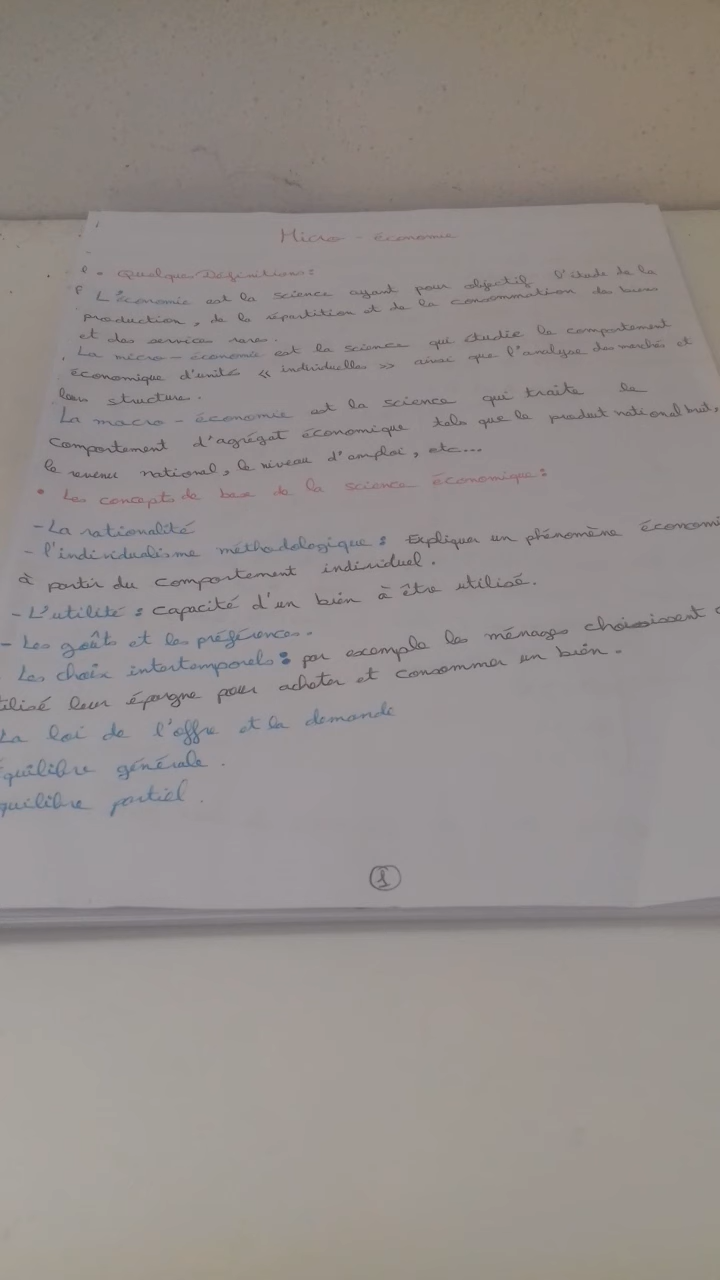 Micro - économie
• Quelques Définitions :
L'économie est la science ayant pour objectif l'étude de la
production, de la répartition et de la consommation de biens
et des services rares.
La micro - économie est la science qui étudie le comportement
économique d'unités « individuelles » ainsi que l'analyse des marchés et
leur structure.
La macro - économie est la science qui traite le
comportement d'agrégat économique tels que le produit national brut,
le revenu national, le niveau d'emploi, etc...
• Les concepts de base de la science économique :
- La rationalité
- l'individualisme méthodologique : Expliquer un phénomène économi
à partir du comportement individuel.
- L'utilité : capacité d'un bien à être utilisé.
- Les goûts et les préférences.
Les choix intertemporels : par exemple les ménages choisissent
tilisé leur épargne pour acheter et consommer un bien.
La loi de l'offre et la demande
quilibre générale.
quilibre partiel.
1